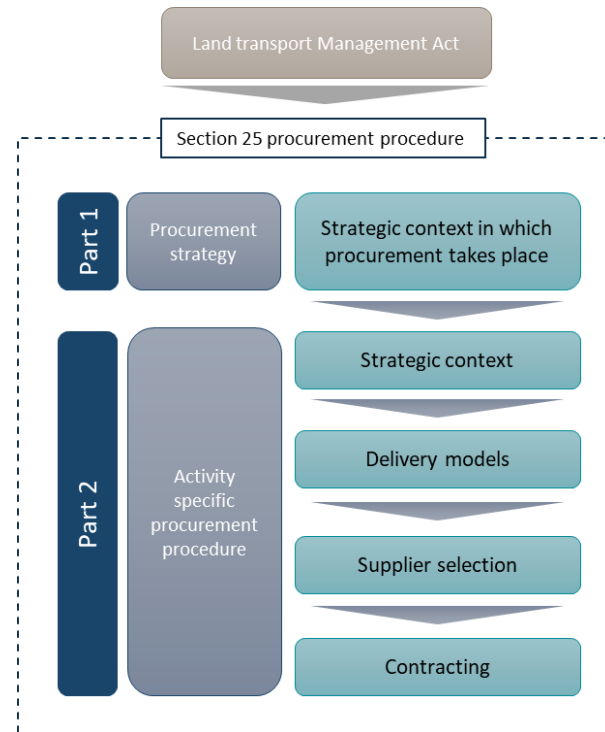 Land transport Management Act
Section 25 procurement procedure
Part 1
Procurement
strategy
Strategic context in which
procurement takes place
Part 2
Activity
specific
procurement
procedure
Strategic context
Delivery models
Supplier selection
Contracting